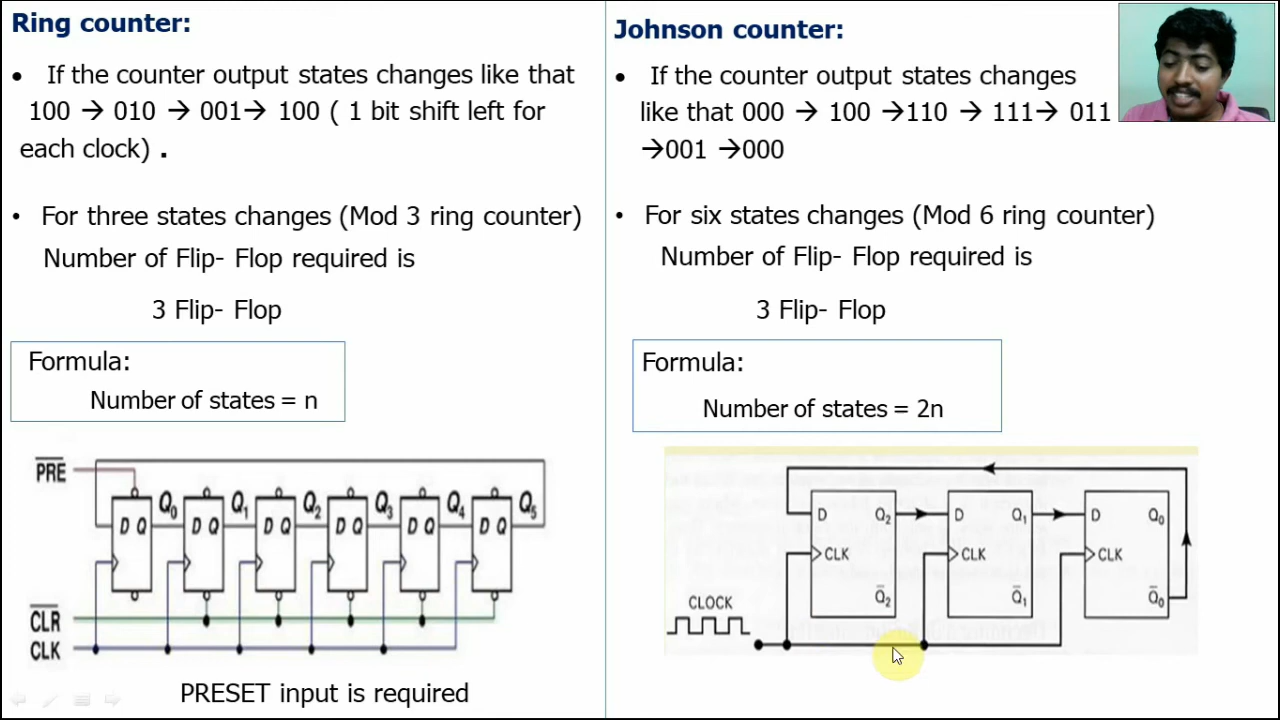 Ring counter:
• If the counter output states changes like that
100 → 010 → 001→ 100 ( 1 bit shift left for
each clock) .
• For three states changes (Mod 3 ring counter)
Number of Flip- Flop required is
3 Flip- Flop
Formula:
Number of states = n
PRE
Q0 Q1 Q2 Q3 Q4 Q5
D Q D Q D Q D Q D Q D Q
CLR
CLK
PRESET input is required
Johnson counter:
• If the counter output states changes
like that 000 → 100 →110 → 111→ 011
→001 →000
• For six states changes (Mod 6 ring counter)
Number of Flip- Flop required is
3 Flip- Flop
Formula:
Number of states = 2n
D Q2 D Q1 D Q0
CLK CLK CLK
Q̅2 Q̅1 Q̅0
CLOCK